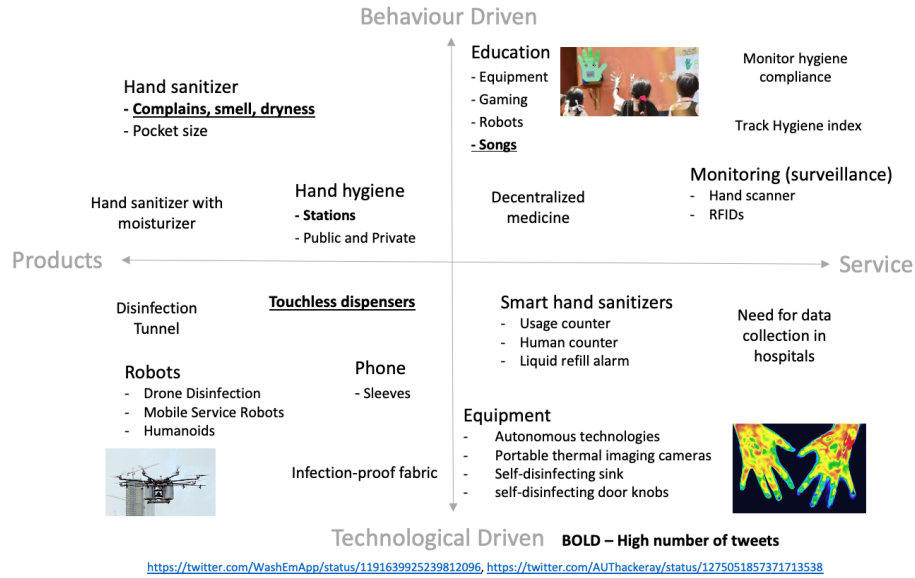 Behaviour Driven
Hand sanitizer
- Complains, smell, dryness
- Pocket size
Hand sanitizer with
moisturizer
Hand hygiene
- Stations
- Public and Private
Education
- Equipment
- Gaming
- Robots
- Songs
Monitor hygiene
compliance
Track Hygiene index
Decentralized
medicine
Monitoring (surveillance)
- Hand scanner
- RFIDs
Products
Service
Disinfection
Tunnel
Touchless dispensers
Robots
- Drone Disinfection
- Mobile Service Robots
- Humanoids
Phone
- Sleeves
Infection-proof fabric
Smart hand sanitizers
- Usage counter
- Human counter
- Liquid refill alarm
Need for data
collection in
hospitals
Equipment
- Autonomous technologies
- Portable thermal imaging cameras
- Self-disinfecting sink
- self-disinfecting door knobs
Technological Driven
BOLD – High number of tweets
https://twitter.com/WashEmApp/status/1191639925239812096, https://twitter.com/AUThackeray/status/1275051857371713538